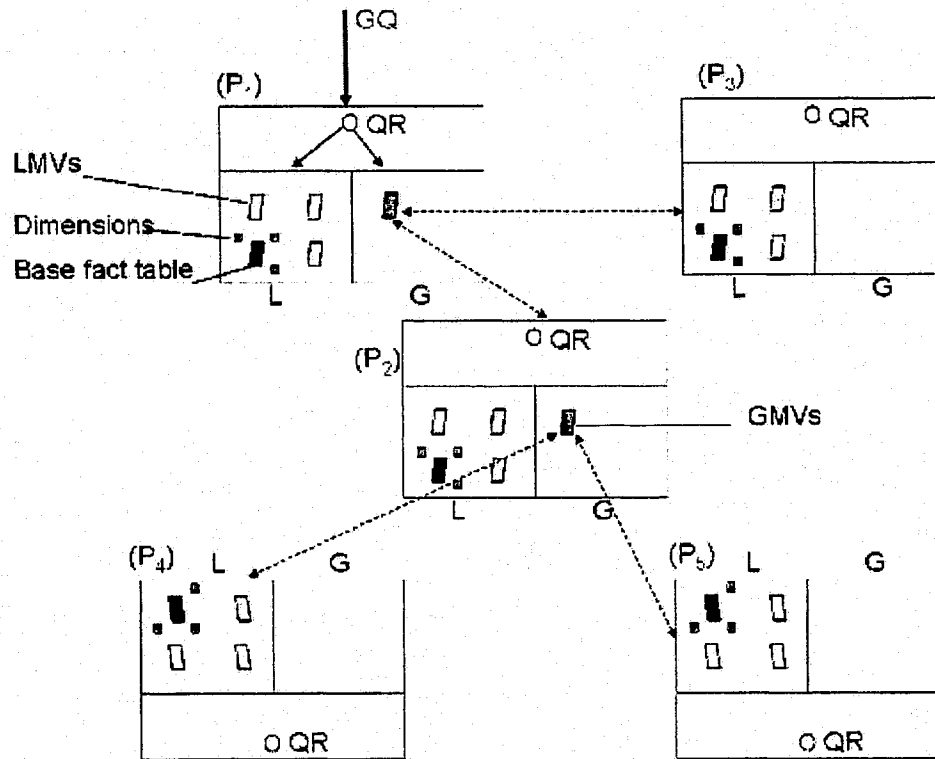 GQ
(P₁)
(P₃)
QR
QR
LMVs
Dimensions
Base fact table
L
G
L
G
(P₂)
QR
GMVs
L
G
(P₄)
L
G
(P₅)
L
G
QR
QR